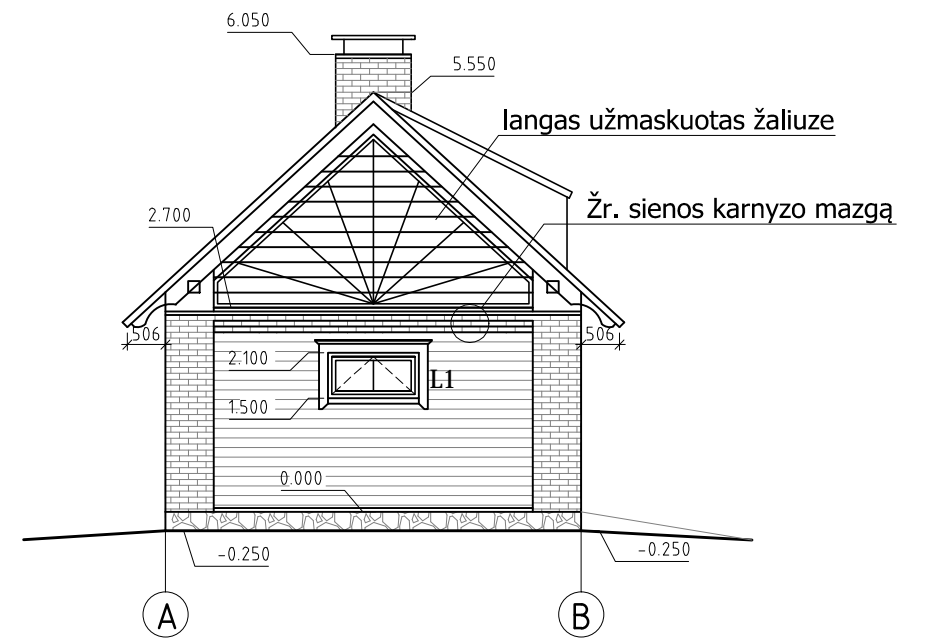 6.050
5.550
langas užmaskuotas žaliuze
2.700
Žr. sienos karnyzo mazgą
506
506
2.100
L1
1.500
0.000
-0.250
-0.250
A
B